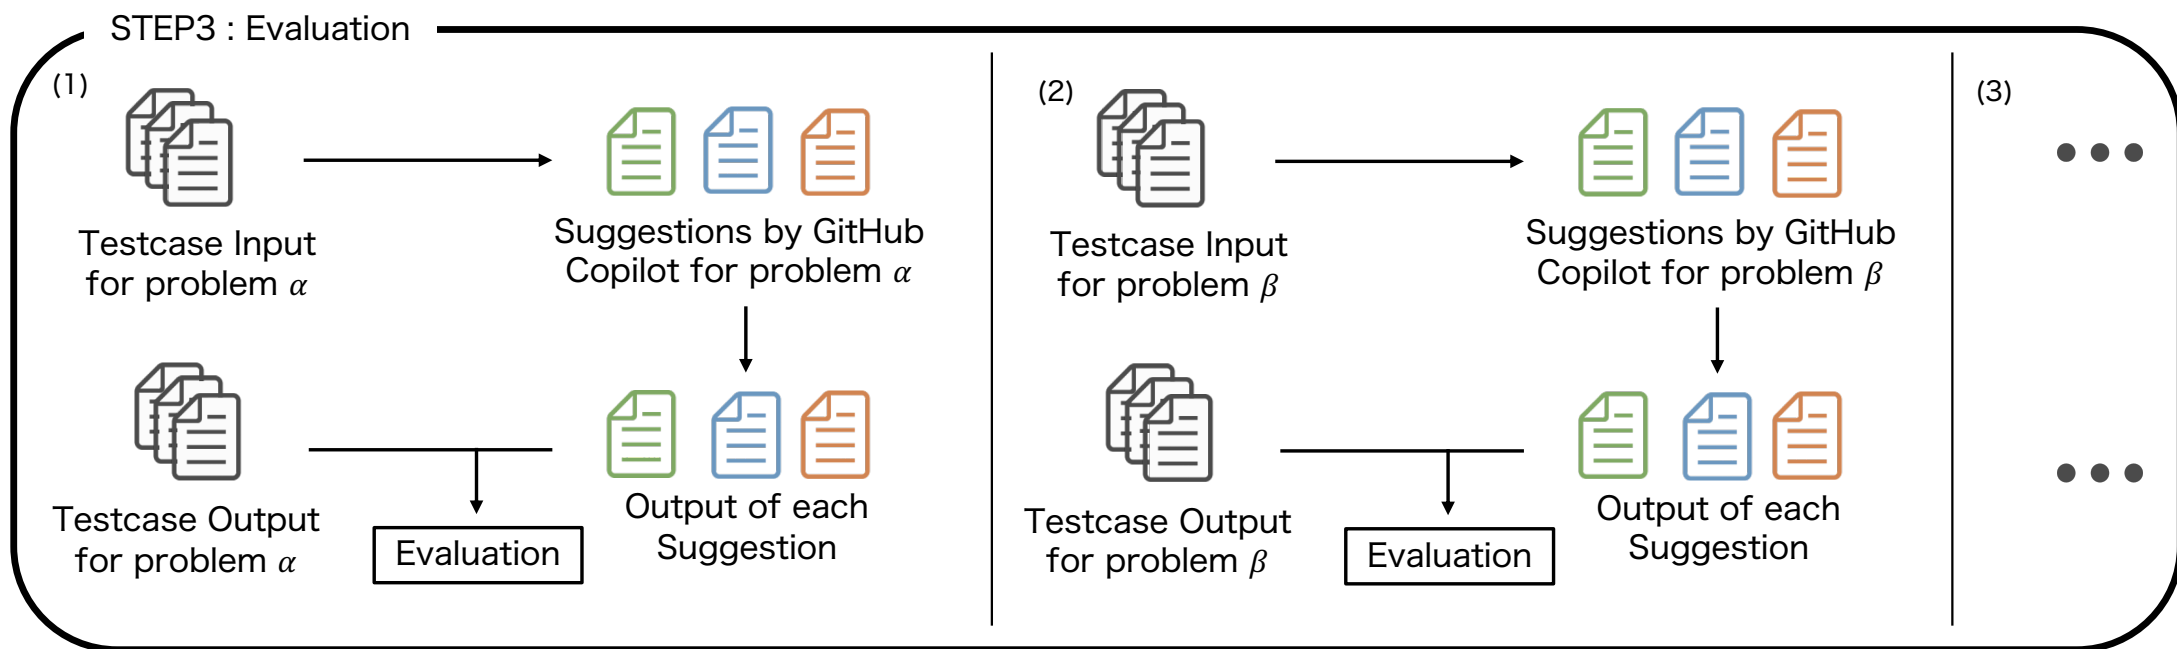 STEP3 : Evaluation
(1)
Testcase Input
for problem α
Suggestions by GitHub
Copilot for problem α
Testcase Output
for problem α
Evaluation
Output of each
Suggestion
(2)
Testcase Input
for problem β
Suggestions by GitHub
Copilot for problem β
Testcase Output
for problem β
Evaluation
Output of each
Suggestion
(3)